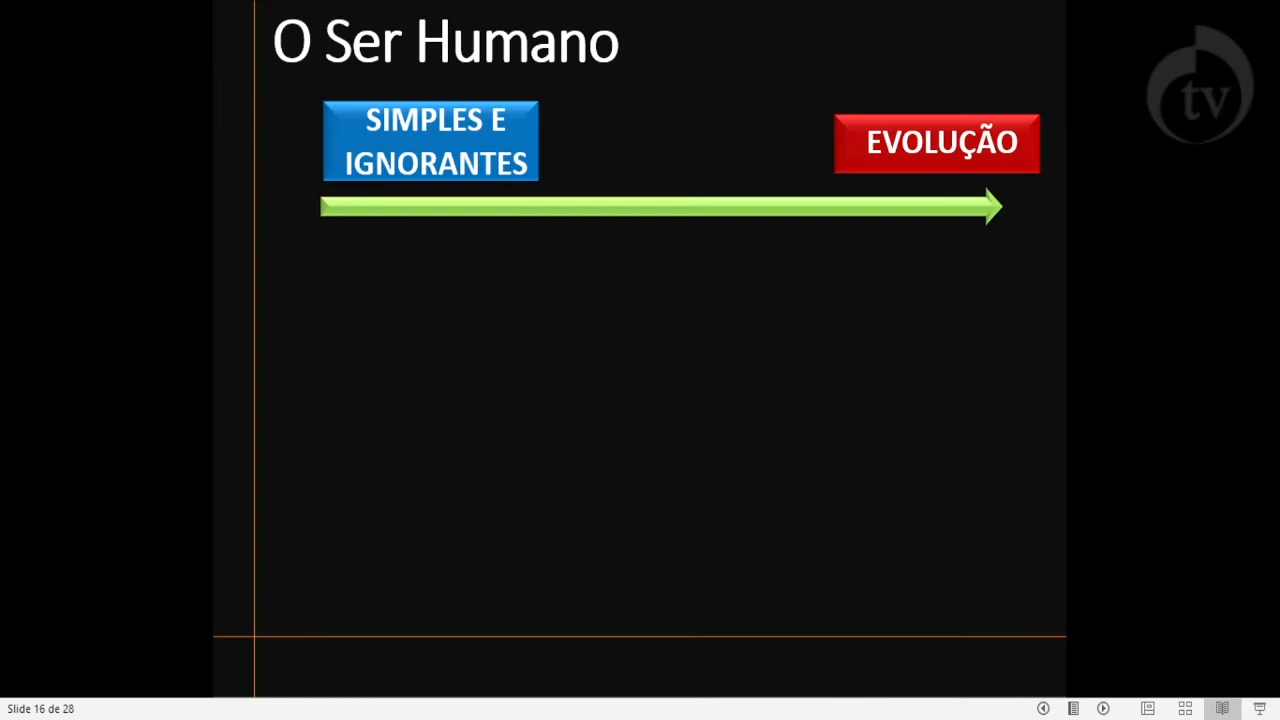 O Ser Humano
SIMPLES E
IGNORANTES
EVOLUÇÃO
tv
Slide 16 de 28